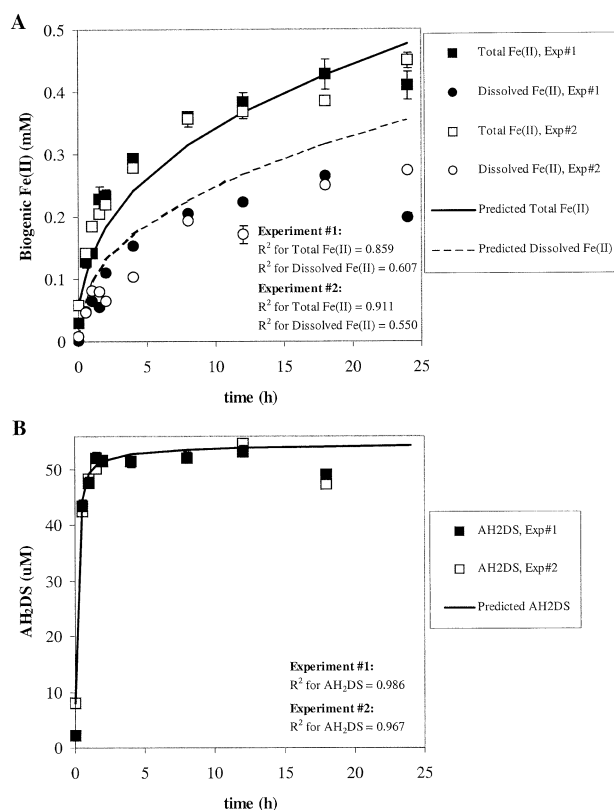 A
0.5
0.4
0.3
0.2
0.1
0
Biogenic Fe(II) (mM)
0
5
10
15
20
25
time (h)
Experiment #1:
R² for Total Fe(II) = 0.859
R² for Dissolved Fe(II) = 0.607
Experiment #2:
R² for Total Fe(II) = 0.911
R² for Dissolved Fe(II) = 0.550
Total Fe(II), Exp#1
Dissolved Fe(II), Exp#1
Total Fe(II), Exp#2
Dissolved Fe(II), Exp#2
Predicted Total Fe(II)
Predicted Dissolved Fe(II)
B
50
40
30
20
10
0
AH₂DS (uM)
0
5
10
15
20
25
time (h)
Experiment #1:
R² for AH₂DS = 0.986
Experiment #2:
R² for AH₂DS = 0.967
AH2DS, Exp#1
AH2DS, Exp#2
Predicted AH2DS